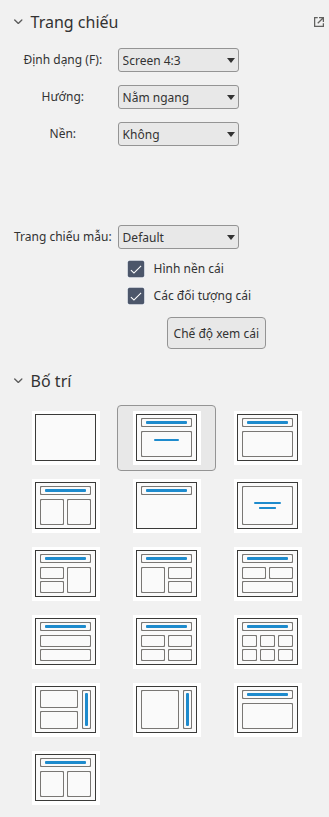 Trang chiếu
Định dạng (F): Screen 4:3
Hướng: Nằm ngang
Nền: Không
Trang chiếu mẫu: Default
Hình nền cái
Các đối tượng cái
Chế độ xem cái
Bố trí